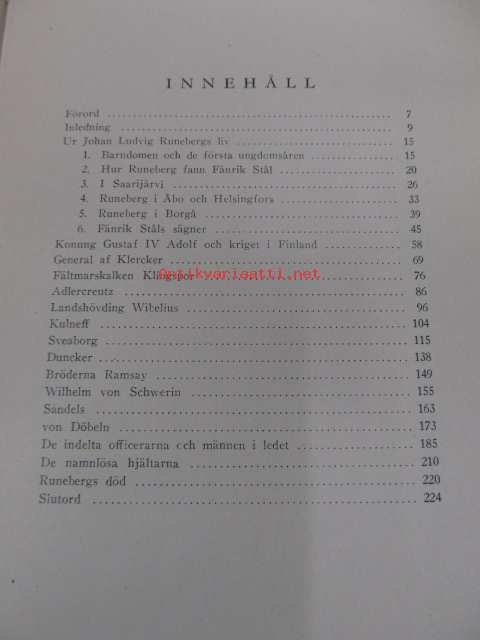 INNEHÅLL
Förord 7
Inledning 9
Ur Johan Ludvig Runebergs liv 15
1. Barndomen och de första ungdomsåren 15
2. Hur Runeberg fann Fänrik Stål 20
3. I Saarijärvi 26
4. Runeberg i Åbo och Helsingfors 33
5. Runeberg i Borgå 39
6. Fänrik Ståls sägner 45
Konung Gustaf IV Adolf och kriget i Finland 58
General af Klercker 69
Fältmarskalken Klingspor 76
Antikvariaatti.net
Adlercreutz 86
Landshövding Wibelius 96
Kulneff 104
Sveaborg 115
Duncker 138
Bröderna Ramsay 149
Wilhelm von Schwerin 155
Sandels 163
von Döbeln 173
De indelta officerarna och männen i ledet 185
De namnlösa hjältarna 210
Runebergs död 220
Slutord 224